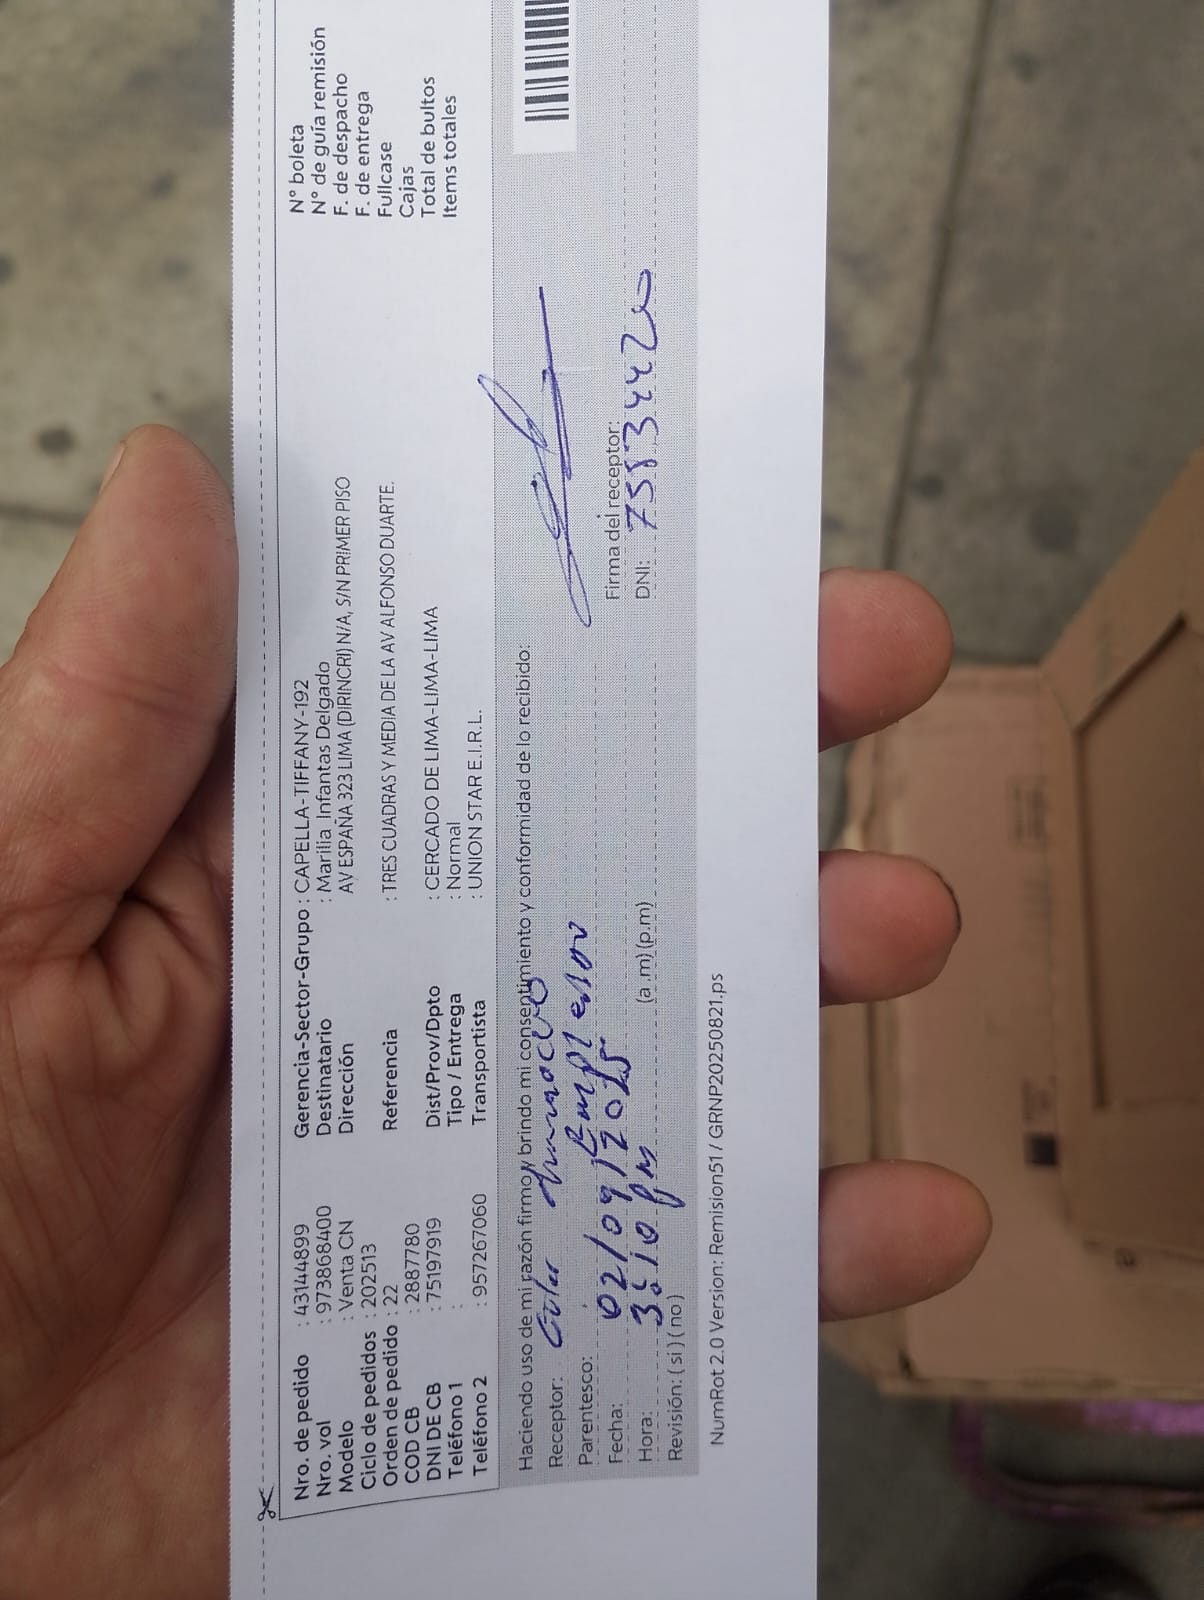 Nro. de pedido : 43144899
Nro. vol : 973868400
Modelo : Venta CN
Ciclo de pedidos : 202513
Orden de pedido : 22
COD CB : 2887780
DNI DE CB : 75197919
Teléfono 1 :
Teléfono 2 : 957267060
Gerencia-Sector-Grupo : CAPELLA-TIFFANY-192
Destinatario : Marilia Infantas Delgado
Dirección AV ESPAÑA 323 LIMA (DIRINCRI) N/A, S/N PRIMER PISO
Referencia : TRES CUADRAS Y MEDIA DE LA AV ALFONSO DUARTE.
Dist/Prov/Dpto : CERCADO DE LIMA-LIMA-LIMA
Tipo / Entrega : Normal
Transportista : UNION STAR E.I.R.L.
N° boleta
N° de guía remisión
F. de despacho
F. de entrega
Fullcase
Cajas
Total de bultos
Items totales
Haciendo uso de mi razón firmo y brindo mi consentimiento y conformidad de lo recibido:
Receptor:
Parentesco:
Fecha: 02/09/2025
Hora: 3:10 pm (a .m) (p.m)
Revisión: ( si ) ( no )
Firma del receptor:
DNI:
NumRot 2.0 Version: Remision51 / GRNP20250821.ps